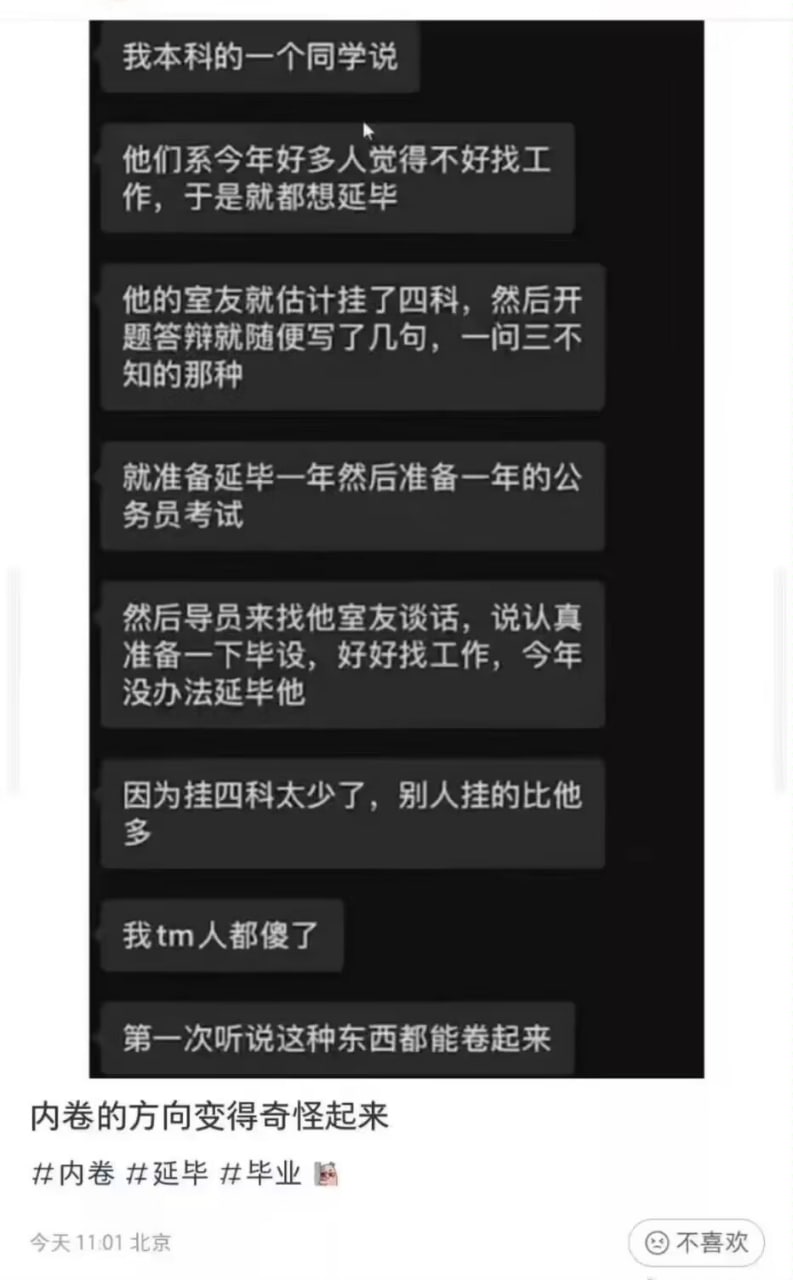 我本科的一个同学说
他们系今年好多人觉得不好找工
作，于是就都想延毕
他的室友就估计挂了四科，然后开
题答辩就随便写了几句，一问三不
知的那种
就准备延毕一年然后准备一年的公
务员考试
然后导员来找他室友谈话，说认真
准备一下毕设，好好找工作，今年
没办法延毕他
因为挂四科太少了，别人挂的比他
多
我tm人都傻了
第一次听说这种东西都能卷起来
内卷的方向变得奇怪起来
#内卷 #延毕 #毕业
今天 11:01 北京
不喜欢